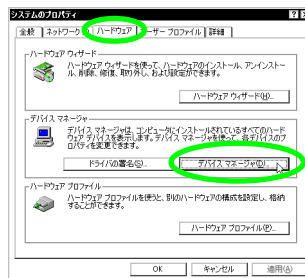 システムのプロパティ
全般 ネットワーク ハードウェア ユーザー プロファイル 詳細
ハードウェア ウィザード
ハードウェア ウィザードを使って、ハードウェアのインストール、アンインストール、削除、修復、取り外し、および設定ができます。
ハードウェア ウィザード(H)...
デバイス マネージャ
デバイス マネージャは、コンピュータにインストールされているすべてのハードウェア デバイスを表示します。デバイス マネージャを使って、各デバイスのプロパティを変更できます。
ドライバの署名(S)...
デバイス マネージャ(D)...
ハードウェア プロファイル
ハードウェア プロファイルを使うと、別のハードウェアの構成を設定し、格納することができます。
ハードウェア プロファイル(P)...
OK
キャンセル
適用(A)